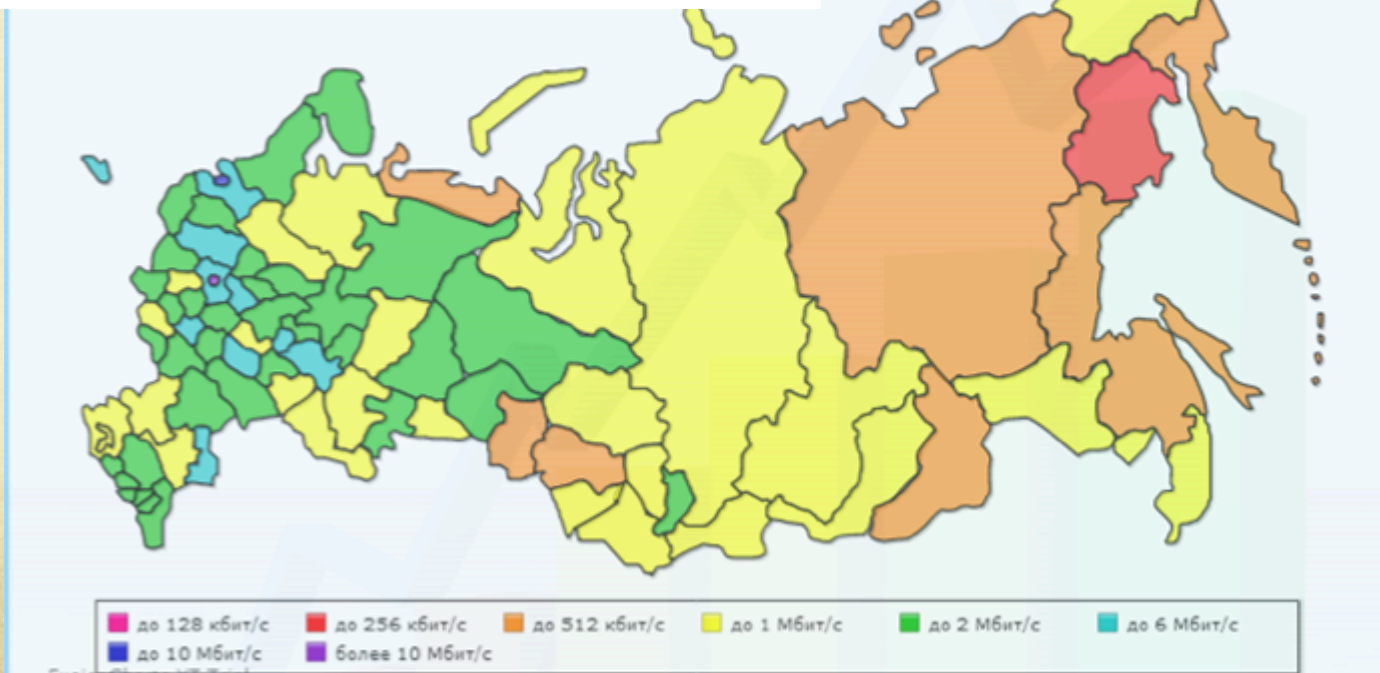 до 128 кбит/с до 256 кбит/с до 512 кбит/с до 1 Мбит/с до 2 Мбит/с до 6 Мбит/с
до 10 Мбит/с более 10 Мбит/с